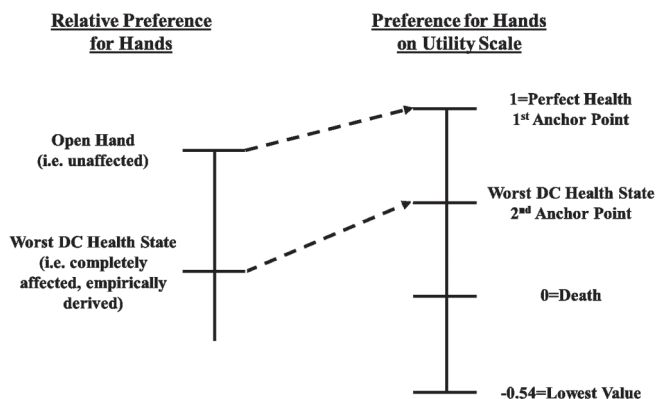 Relative Preference
for Hands
Preference for Hands
on Utility Scale
Open Hand
(i.e. unaffected)
Worst DC Health State
(i.e. completely
affected, empirically
derived)
1=Perfect Health
1st Anchor Point
Worst DC Health State
2nd Anchor Point
0=Death
-0.54=Lowest Value